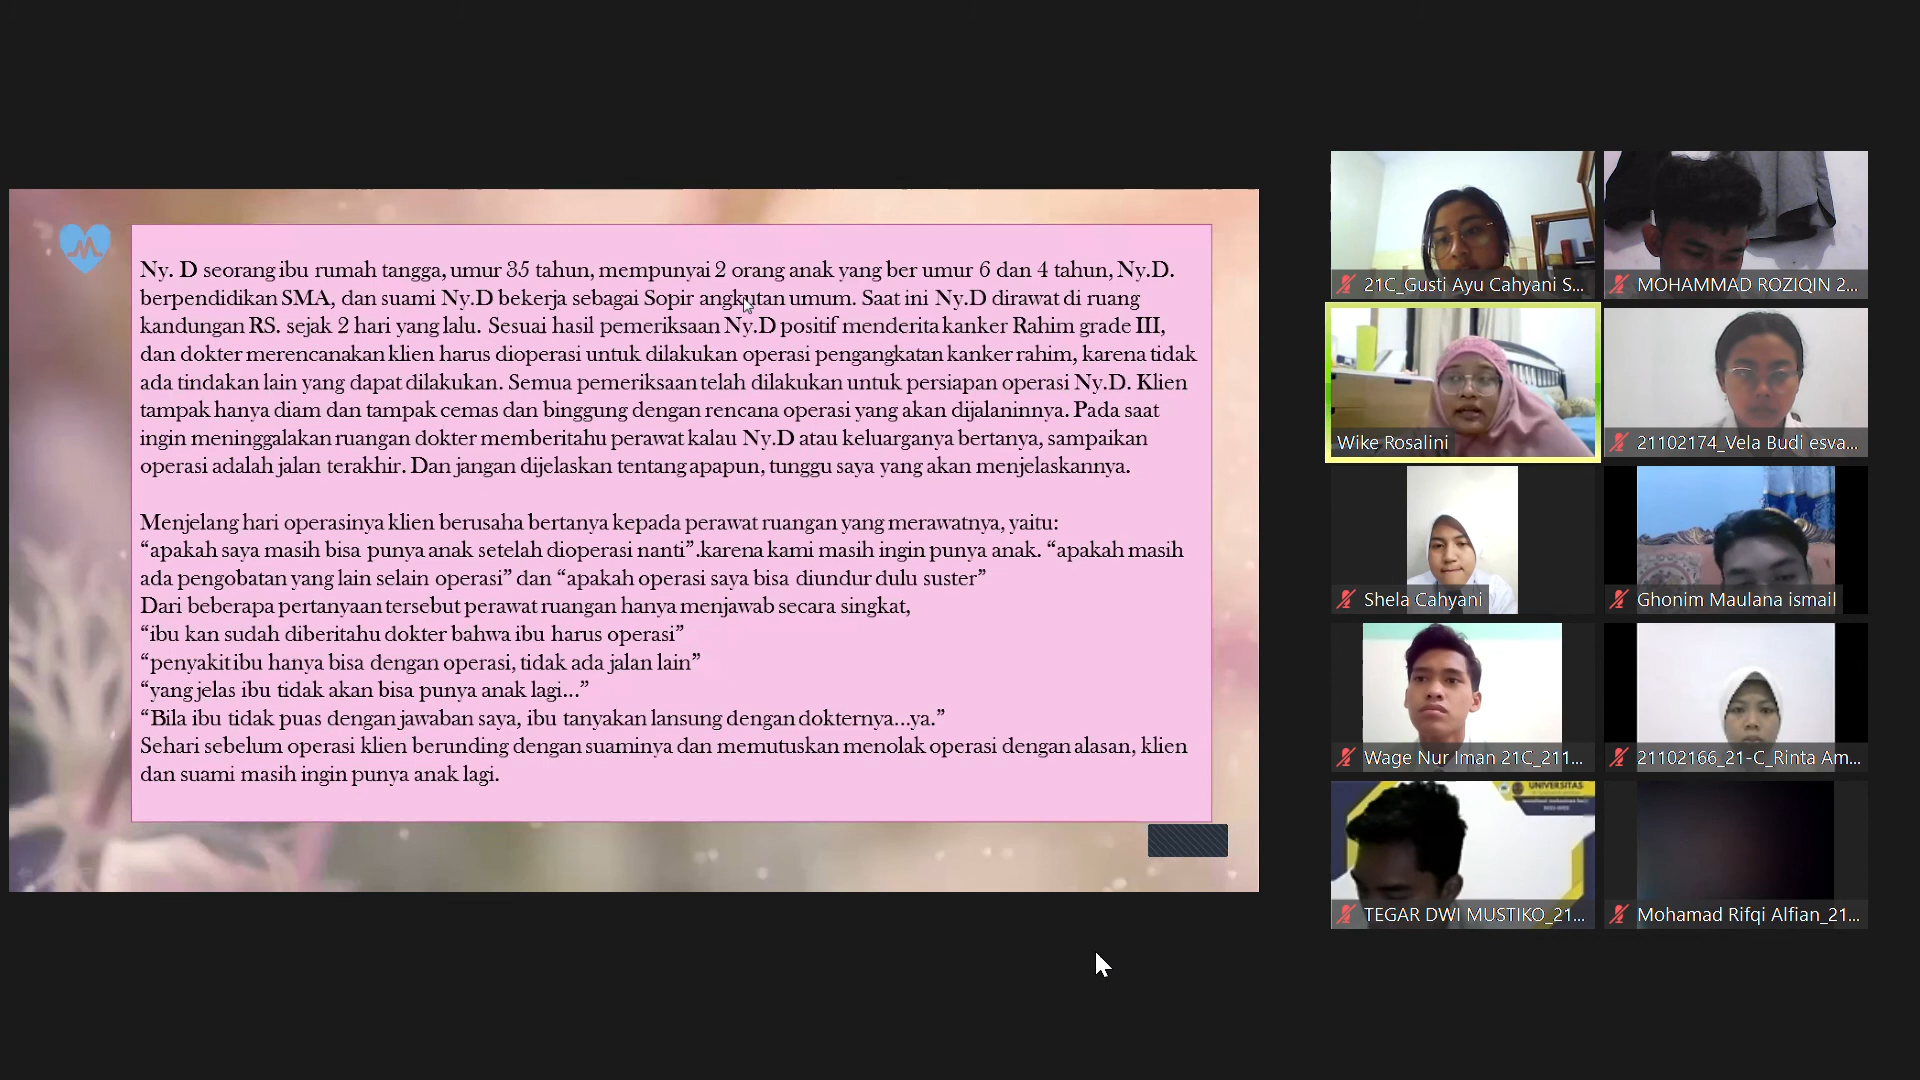 Ny. D seorang ibu rumah tangga, umur 35 tahun, mempunyai 2 orang anak yang ber umur 6 dan 4 tahun, Ny.D.
berpendidikan SMA, dan suami Ny.D bekerja sebagai Sopir angkutan umum. Saat ini Ny.D dirawat di ruang
kandungan RS. sejak 2 hari yang lalu. Sesuai hasil pemeriksaan Ny.D positif menderita kanker Rahim grade III,
dan dokter merencanakan klien harus dioperasi untuk dilakukan operasi pengangkatan kanker rahim, karena tidak
ada tindakan lain yang dapat dilakukan. Semua pemeriksaan telah dilakukan untuk persiapan operasi Ny.D. Klien
tampak hanya diam dan tampak cemas dan binggung dengan rencana operasi yang akan dijalaninnya. Pada saat
ingin meninggalakan ruangan dokter memberitahu perawat kalau Ny.D atau keluarganya bertanya, sampaikan
operasi adalah jalan terakhir. Dan jangan dijelaskan tentang apapun, tunggu saya yang akan menjelaskannya.
Menjelang hari operasinya klien berusaha bertanya kepada perawat ruangan yang merawatnya, yaitu:
“apakah saya masih bisa punya anak setelah dioperasi nanti”.karena kami masih ingin punya anak. “apakah masih
ada pengobatan yang lain selain operasi” dan “apakah operasi saya bisa diundur dulu suster”
Dari beberapa pertanyaan tersebut perawat ruangan hanya menjawab secara singkat,
“ibu kan sudah diberitahu dokter bahwa ibu harus operasi”
“penyakit ibu hanya bisa dengan operasi, tidak ada jalan lain”
“yang jelas ibu tidak akan bisa punya anak lagi...”
“Bila ibu tidak puas dengan jawaban saya, ibu tanyakan lansung dengan dokternya...ya.”
Sehari sebelum operasi klien berunding dengan suaminya dan memutuskan menolak operasi dengan alasan, klien
dan suami masih ingin punya anak lagi.
21C_Gusti Ayu Cahyani S...
MOHAMMAD ROZIQIN 2...
Wike Rosalini
21102174_Vela Budi esva...
Shela Cahyani
Ghonim Maulana ismail
Wage Nur Iman 21C_211...
21102166_21-C_Rinta Am...
UNIVERSITAS
TEGAR DWI MUSTIKO_21...
Mohamad Rifqi Alfian_21...